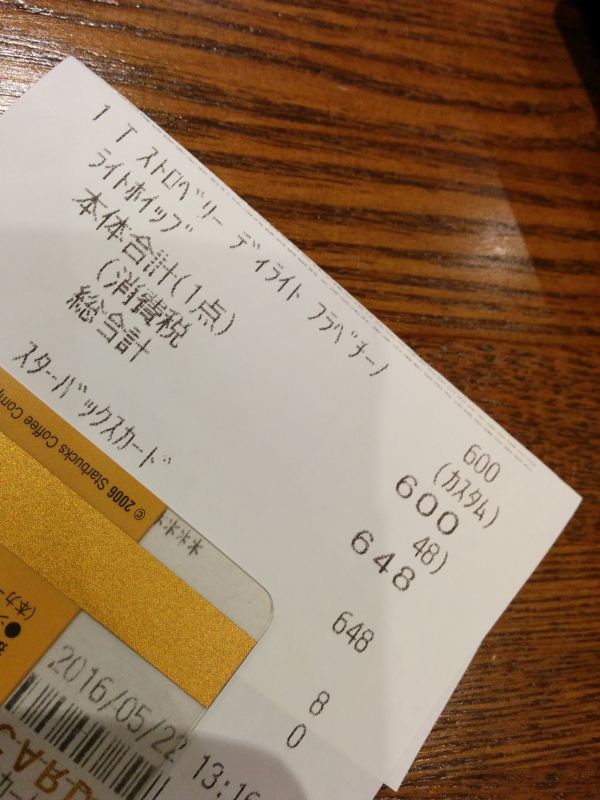 1 T ストロベリー デイライト フラペチーノ 600
ライトホイップ (カスタム)
本体合計(1点) 600
(消費税 48)
総合計 648
スターバックスカード 648
****
8
0
© 2006 Starbucks Coffee
2016/05/22 13:16